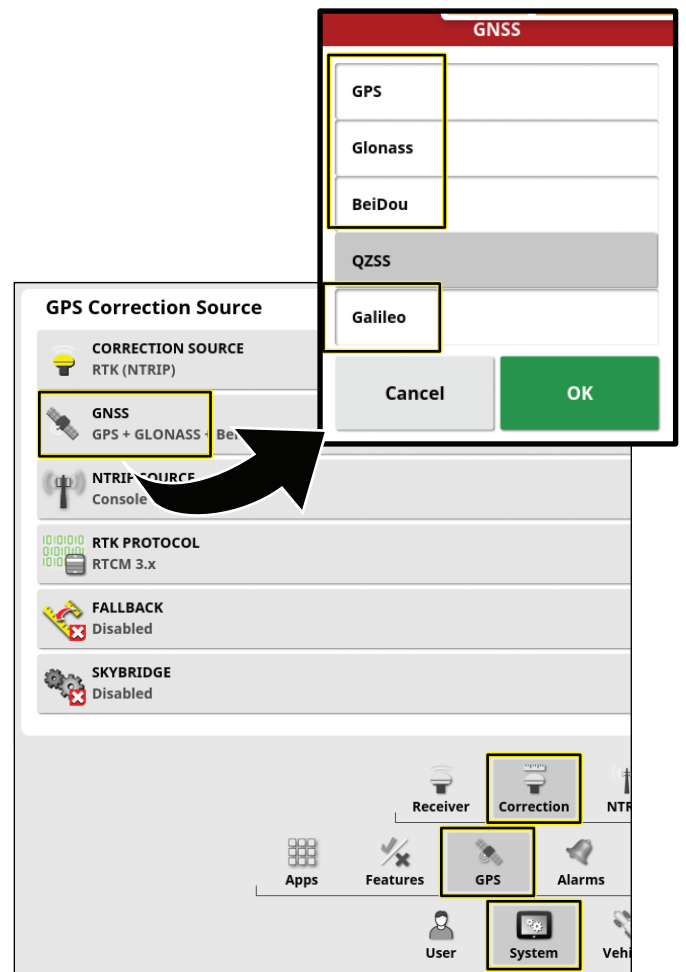 GNSS
GPS
Glonass
BeiDou
QZSS
Galileo
Cancel
OK
GPS Correction Source
CORRECTION SOURCE
RTK (NTRIP)
GNSS
GPS + GLONASS +
NTRIP SOURCE
Console
RTK PROTOCOL
RTCM 3.x
FALLBACK
Disabled
SKYBRIDGE
Disabled
Receiver
Correction
Apps
Features
GPS
Alarms
User
System